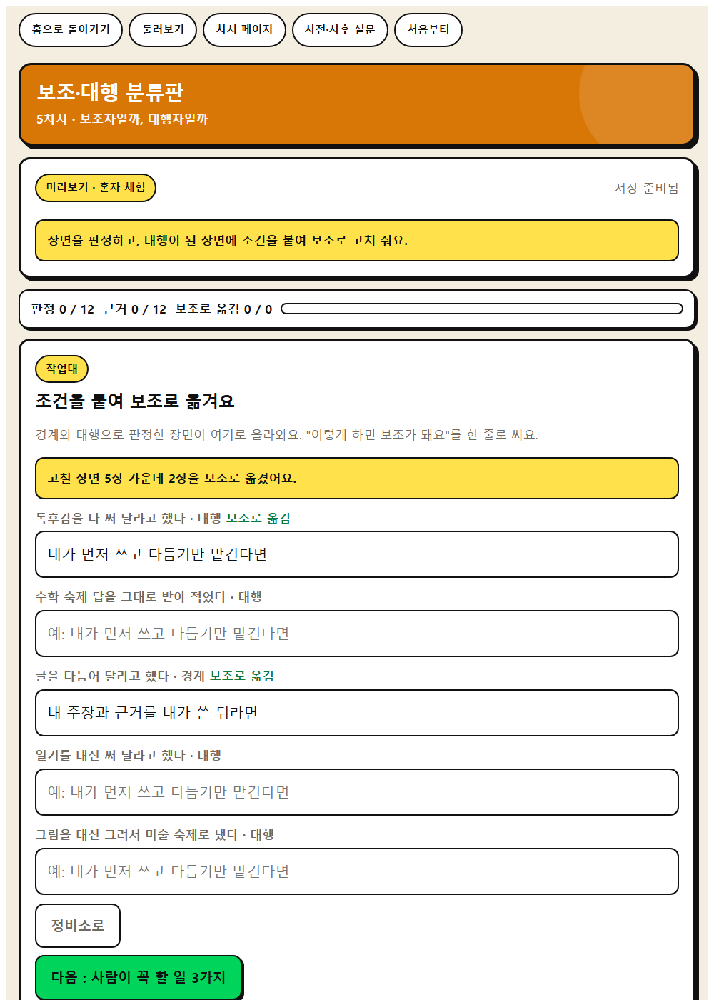 홈으로 돌아가기 둘러보기 차시 페이지 사전·사후 설문 처음부터
보조·대행 분류판
5차시 · 보조자일까, 대행자일까
미리보기 · 혼자 체험 저장 준비됨
장면을 판정하고, 대행이 된 장면에 조건을 붙여 보조로 고쳐 줘요.
판정 0 / 12 근거 0 / 12 보조로 옮김 0 / 0
작업대
조건을 붙여 보조로 옮겨요
경계와 대행으로 판정한 장면이 여기로 올라와요. "이렇게 하면 보조가 돼요"를 한 줄로 써요.
고칠 장면 5장 가운데 2장을 보조로 옮겼어요.
독후감을 다 써 달라고 했다 · 대행 보조로 옮김
내가 먼저 쓰고 다듬기만 맡긴다면
수학 숙제 답을 그대로 받아 적었다 · 대행
예: 내가 먼저 쓰고 다듬기만 맡긴다면
글을 다듬어 달라고 했다 · 경계 보조로 옮김
내 주장과 근거를 내가 쓴 뒤라면
일기를 대신 써 달라고 했다 · 대행
예: 내가 먼저 쓰고 다듬기만 맡긴다면
그림을 대신 그려서 미술 숙제로 냈다 · 대행
예: 내가 먼저 쓰고 다듬기만 맡긴다면
정비소로
다음 : 사람이 꼭 할 일 3가지